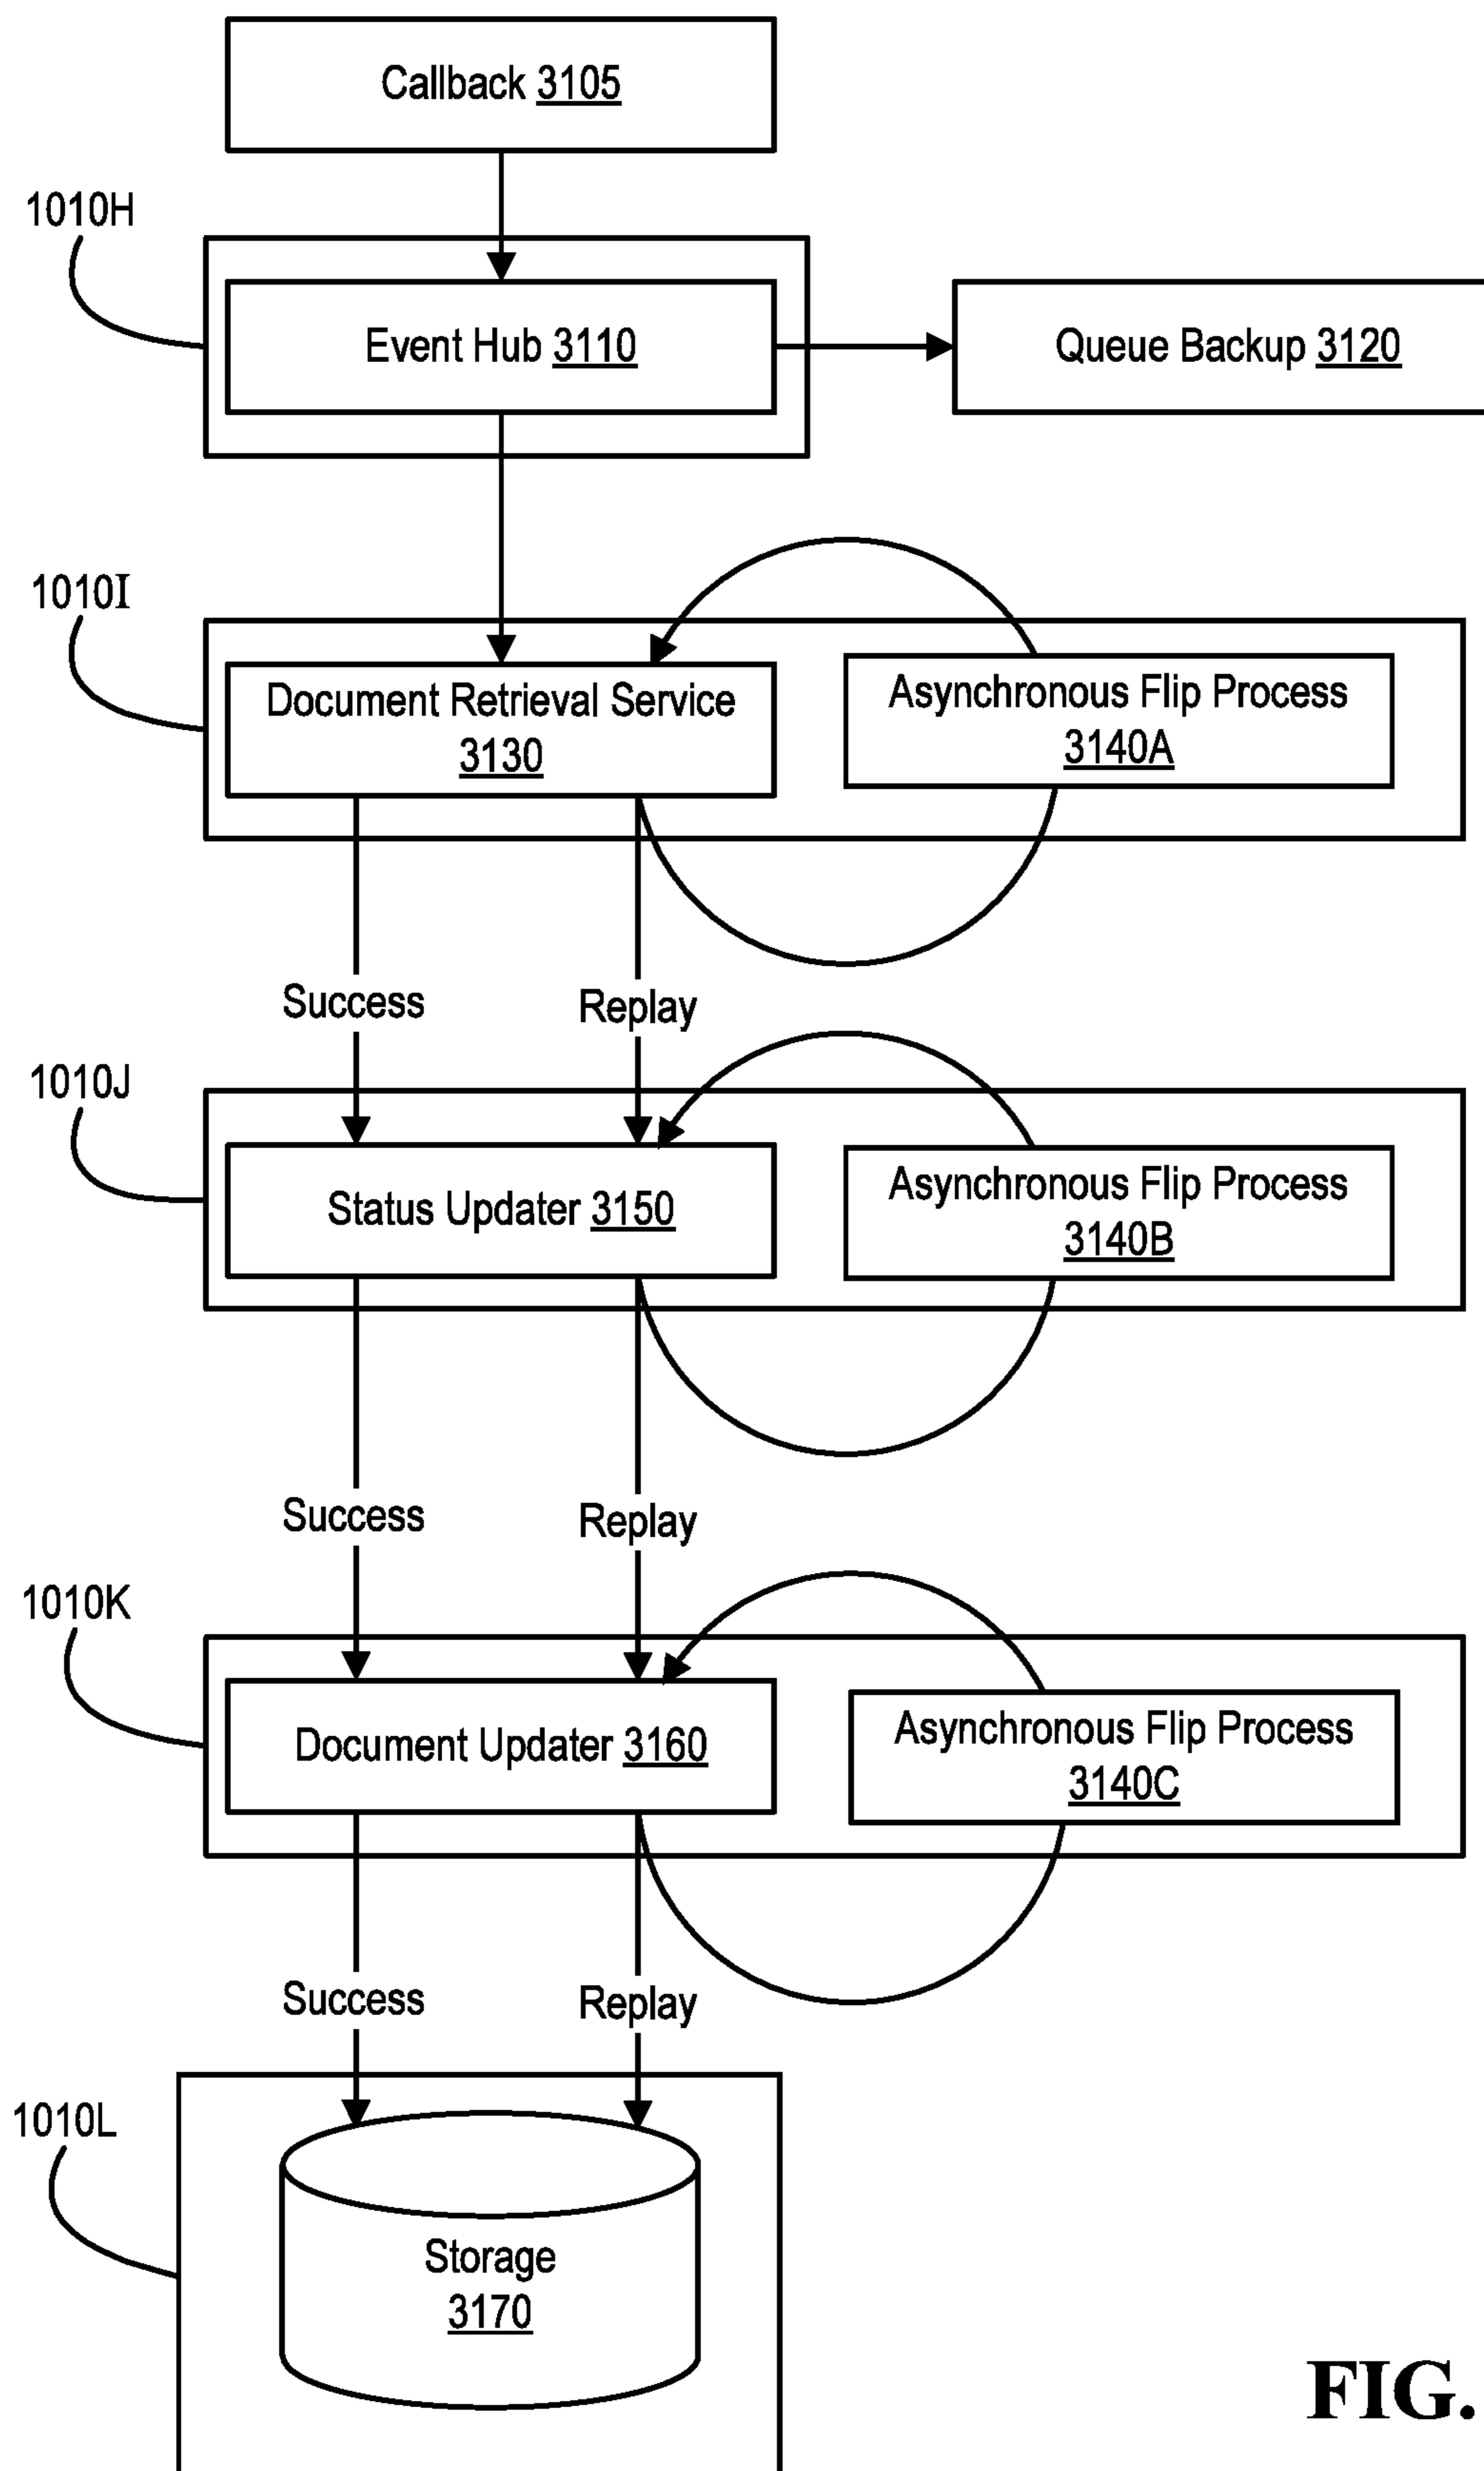 Callback 3105
1010H
Event Hub 3110
Queue Backup 3120
1010I
Document Retrieval Service
3130
Asynchronous Flip Process
3140A
Success
Replay
1010J
Status Updater 3150
Asynchronous Flip Process
3140B
Success
Replay
1010K
Document Updater 3160
Asynchronous Flip Process
3140C
Success
Replay
1010L
Storage
3170
FIG.